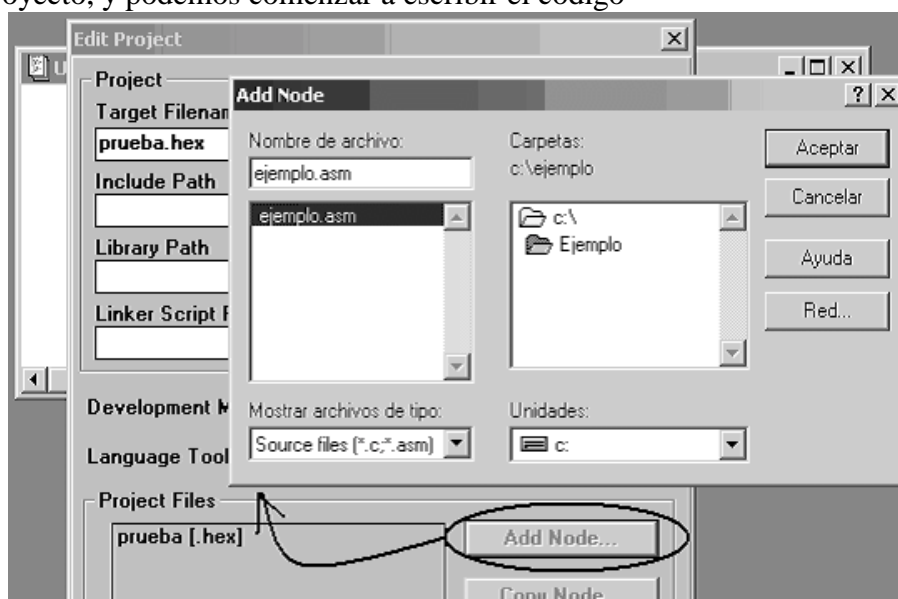 oyecto, y podemos comenzar a escribir el código
Edit Project
U
Project
Add Node
Target Filenan
Nombre de archivo:
Carpetas:
Aceptar
prueba.hex
ejemplo.asm
c:\ejemplo
Include Path
Cancelar
ejemplo.asm
c:\
Ejemplo
Library Path
Ayuda
Linker Script
Red...
Development M
Mostrar archivos de tipo:
Unidades:
Language Tool
Source files (*.c;*.asm)
c:
Project Files
prueba [.hex]
Add Node...
Copy Node